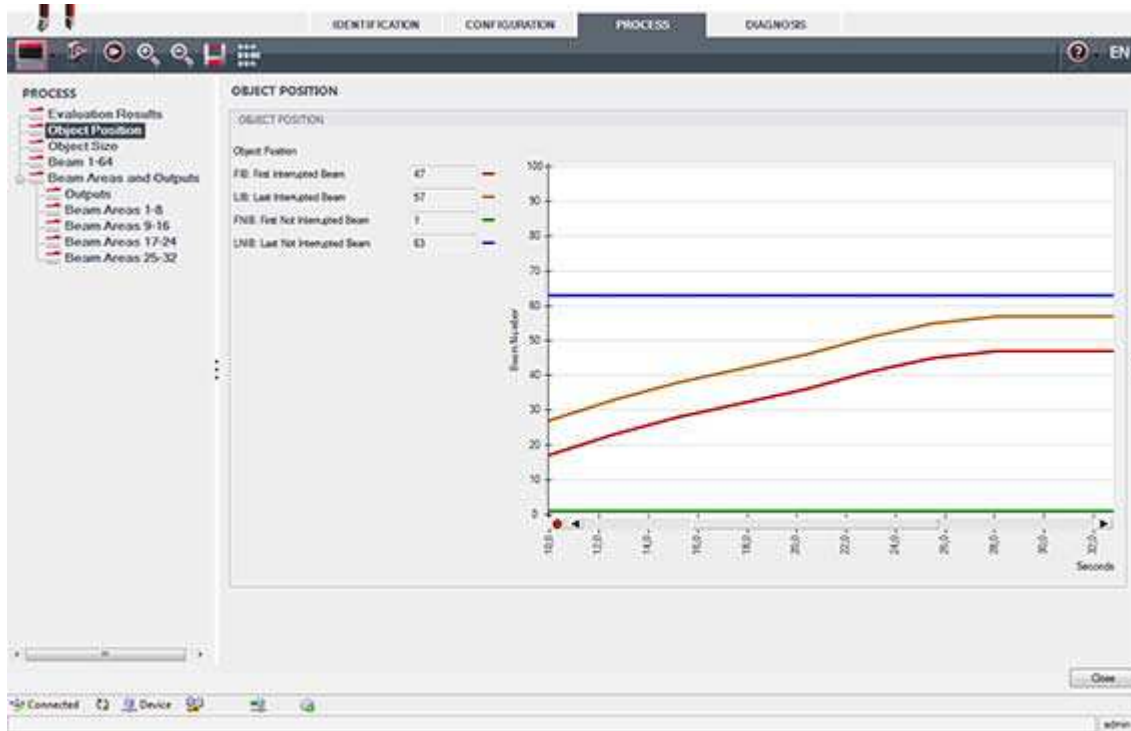 IDENTIFICATION CONFIGURATION PROCESS DIAGNOSIS
EN
PROCESS
Evaluation Results
Object Position
Object Size
Beam 1-64
Beam Areas and Outputs
Outputs
Beam Areas 1-8
Beam Areas 9-16
Beam Areas 17-24
Beam Areas 25-32
OBJECT POSITION
OBJECT POSITION
Object Position
FIB: First Interrupted Beam 47
LIB: Last Interrupted Beam 57
FNIB: First Not Interrupted Beam 1
LNIB: Last Not Interrupted Beam 63
100
90
80
70
60
50
40
30
20
10
0
Beam Number
10,0 12,0 14,0 16,0 18,0 20,0 22,0 24,0 26,0 28,0 30,0 32,0
Seconds
Close
Connected Device
admin